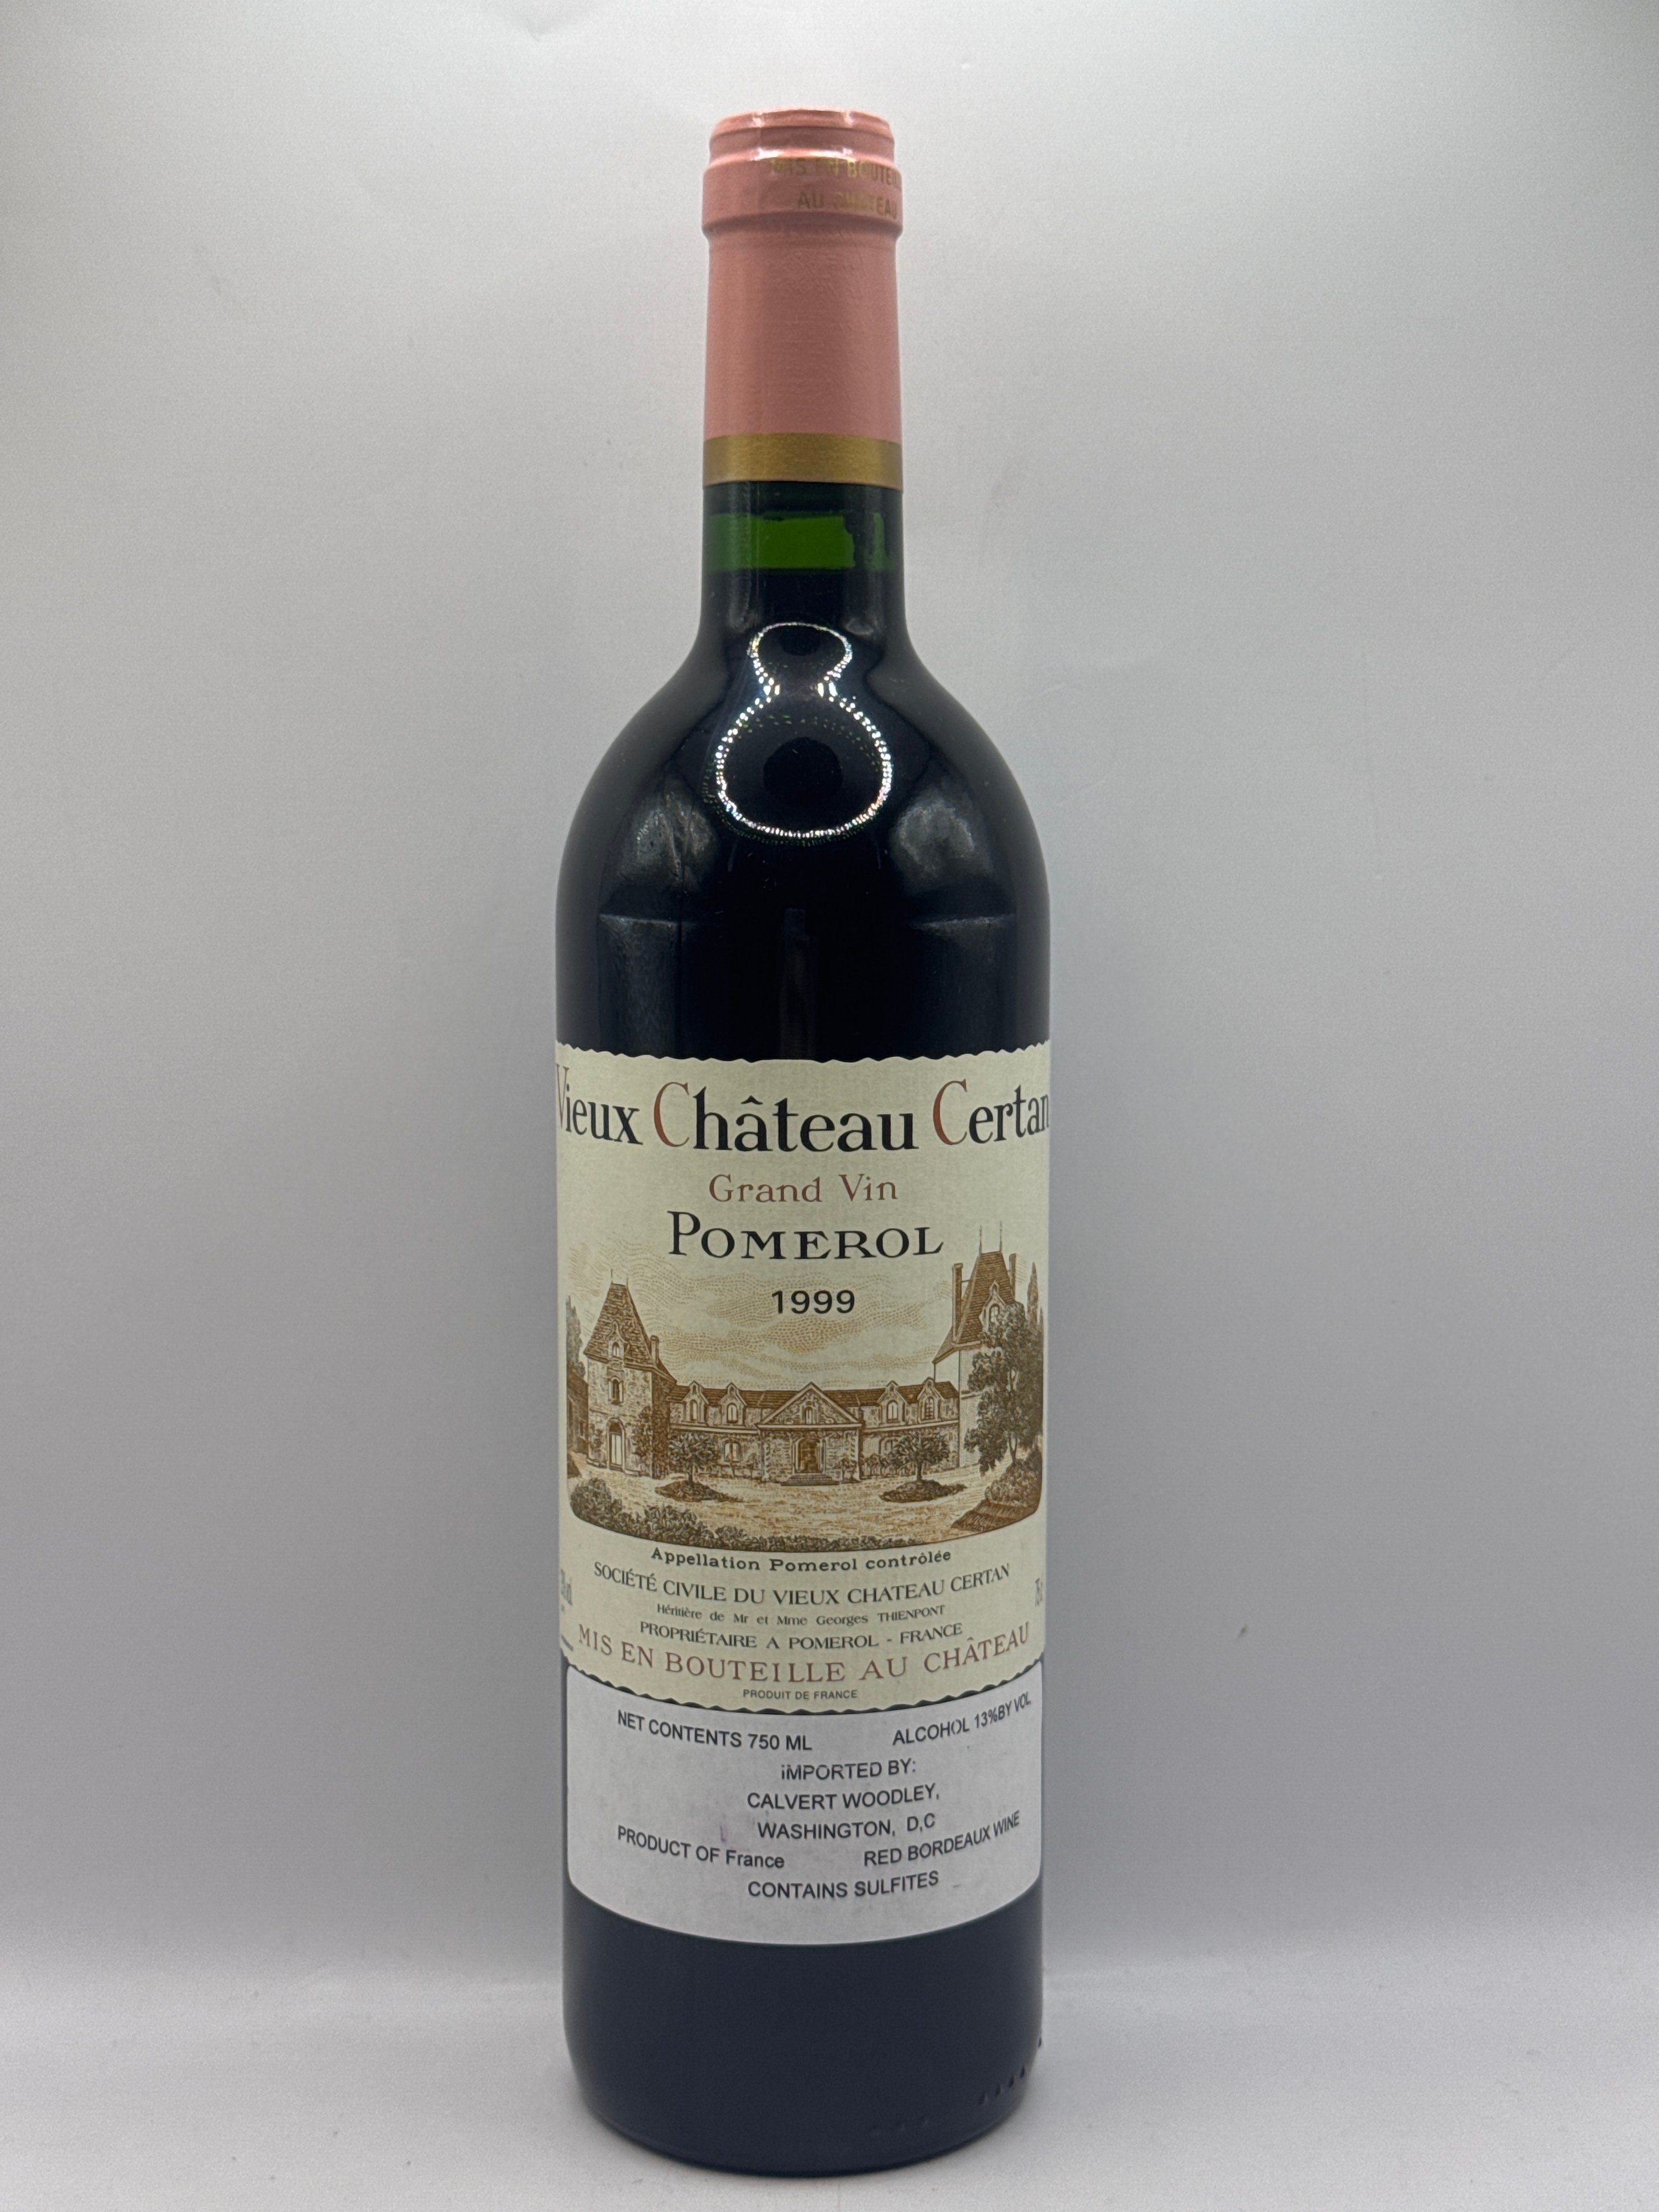 MIS EN BOUTEILLE
AU CHATEAU
Vieux Château Certan
Grand Vin
POMEROL
1999
Appellation Pomerol contrôlée
SOCIÉTÉ CIVILE DU VIEUX CHATEAU CERTAN
Héritière de Mr et Mme Georges THIENPONT
PROPRIÉTAIRE A POMEROL - FRANCE
MIS EN BOUTEILLE AU CHÂTEAU
PRODUIT DE FRANCE
NET CONTENTS 750 ML ALCOHOL 13%BY VOL
iMPORTED BY:
CALVERT WOODLEY,
WASHINGTON, D,C
PRODUCT OF France RED BORDEAUX WINE
CONTAINS SULFITES